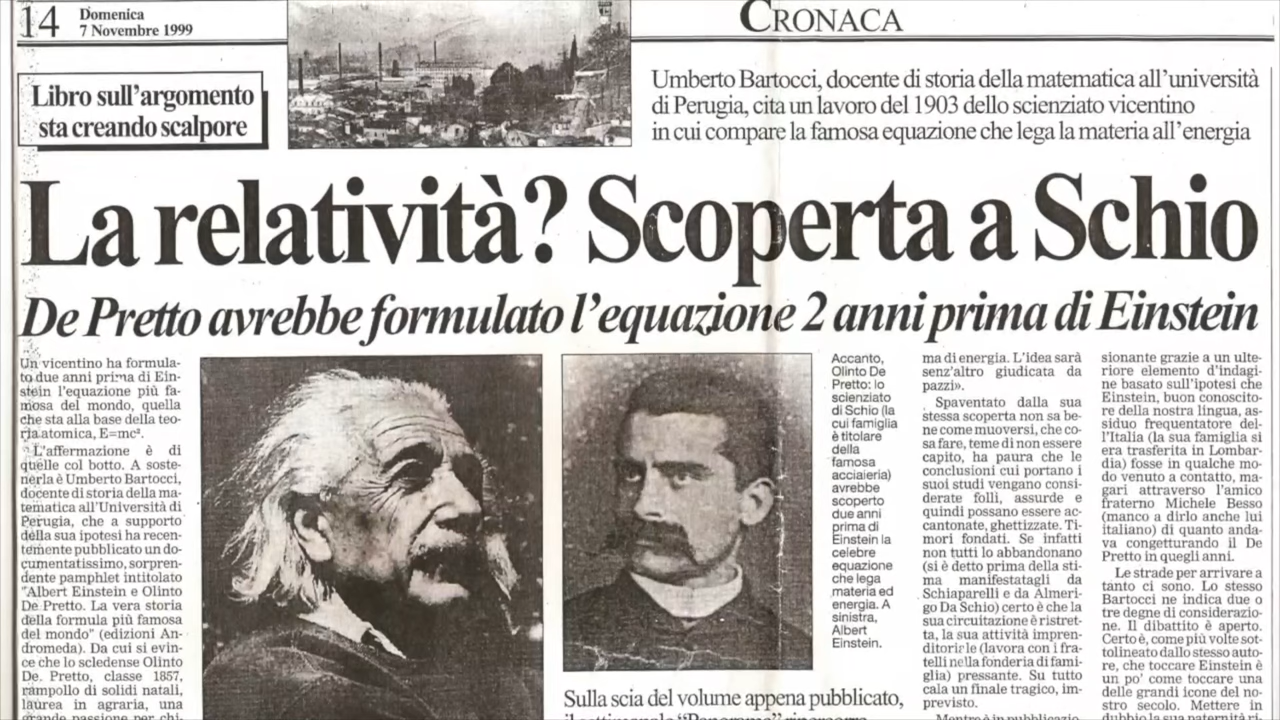 14
Domenica
7 Novembre 1999
CRONACA
Libro sull'argomento
sta creando scalpore
Umberto Bartocci, docente di storia della matematica all'università
di Perugia, cita un lavoro del 1903 dello scienziato vicentino
in cui compare la famosa equazione che lega la materia all'energia
La relatività? Scoperta a Schio
De Pretto avrebbe formulato l'equazione 2 anni prima di Einstein
Un vicentino ha formula-
to due anni prima di Ein-
stein l'equazione più fa-
mosa del mondo, quella
che sta alla base della teo-
ria atomica, E=mc².
L'affermazione è di
quelle col botto. A soste-
nerla è Umberto Bartocci,
docente di storia della ma-
tematica all'Università di
Perugia, che a supporto
della sua ipotesi ha recen-
temente pubblicato un do-
cumentatissimo, sorpren-
dente pamphlet intitolato
"Albert Einstein e Olinto
De Pretto. La vera storia
della formula più famosa
del mondo" (edizioni An-
dromeda). Da cui si evin-
ce che lo scledense Olinto
De. Pretto, classe 1857,
rampollo di solidi natali,
laurea in agraria, una
grande passione per chi-
Sulla scia del volume appena pubblicato,
il settimanale "Panorama" ripercorre
Accanto,
Olinto De
Pretto: lo
scienziato
di Schio (la
cui famiglia
è titolare
della
famosa
acciaieria)
avrebbe
scoperto
due anni
prima di
Einstein la
celebre
equazione
che lega
materia ed
energia. A
sinistra,
Albert
Einstein.
ma di energia. L'idea sarà
senz'altro giudicata da
pazzi».
Spaventato dalla sua
stessa scoperta non sa be-
ne come muoversi, che co-
sa fare, teme di non essere
capito, ha paura che le
conclusioni cui portano i
suoi studi vengano consi-
derate folli, assurde e
quindi possano essere ac-
cantonate, ghettizzate. Ti-
mori fondati. Se infatti
non tutti lo abbandonano
(si è detto prima della sti-
ma manifestatagli da
Schiaparelli e da Almeri-
go Da Schio) certo è che la
sua circuitazione è ristret-
ta, la sua attività impren-
ditoriale (lavora con i fra-
telli nella fonderia di fami-
glia) pressante. Su tutto
cala un finale tragico, im-
previsto.
Mentre è in pubblicazio-
sionante grazie a un ulte-
riore elemento d'indagi-
ne basato sull'ipotesi che
Einstein, buon conoscito-
re della nostra lingua, as-
siduo frequentatore del-
l'Italia (la sua famiglia si
era trasferita in Lombar-
dia) fosse in qualche mo-
do venuto a contatto, ma-
gari attraverso l'amico
fraterno Michele Besso
(manco a dirlo anche lui
italiano) di quanto anda-
va congetturando il De
Pretto in quegli anni.
Le strade per arrivare a
tanto ci sono. Lo stesso
Bartocci ne indica due o
tre degne di considerazio-
ne. Il dibattito è aperto.
Certo è, come più volte sot-
tolineato dallo stesso auto-
re, che toccare Einstein è
un po' come toccare una
delle grandi icone del no-
stro secolo. Mettere in
dubbio la sua paternità ri-